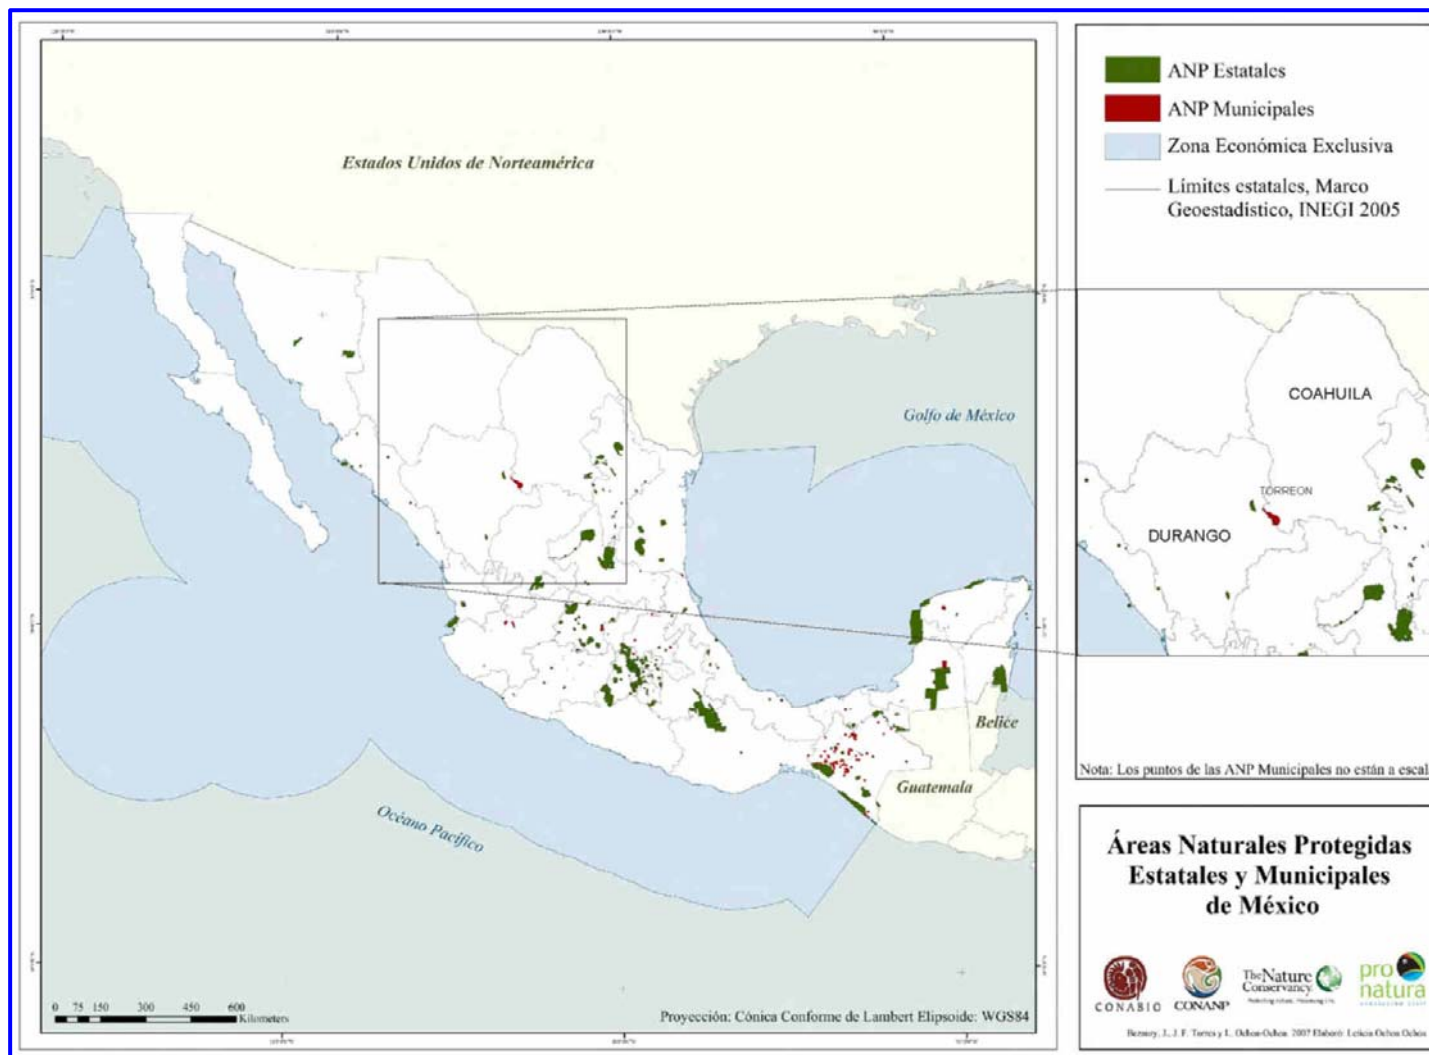 Estados Unidos de Norteamérica
Golfo de México
Belice
Guatemala
Océano Pacífico
0 75 150 300 450 600
Kilometers
Proyección: Cónica Conforme de Lambert Elipsoide: WGS84
ANP Estatales
ANP Municipales
Zona Económica Exclusiva
Límites estatales, Marco
Geoestadístico, INEGI 2005
COAHUILA
TORREON
DURANGO
Nota: Los puntos de las ANP Municipales no están a escal
Áreas Naturales Protegidas
Estatales y Municipales
de México
CONABIO
CONANP
The Nature
Conservancy
pro
natura